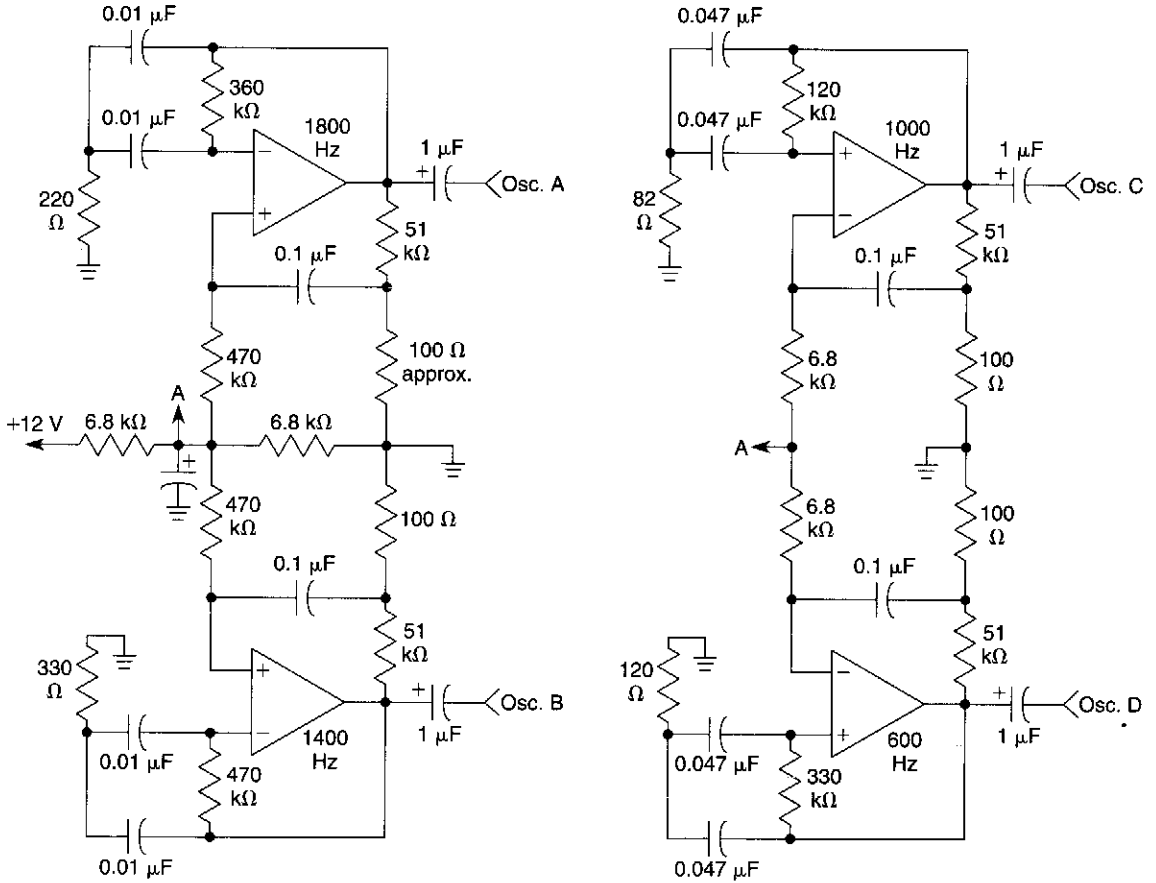 0.01 µF
360
kΩ
0.01 µF
1800
Hz
1 µF
+
−
Osc. A
220
Ω
+
51
kΩ
0.1 µF
470
kΩ
100 Ω
approx.
A
+12 V
6.8 kΩ
6.8 kΩ
+
470
kΩ
100 Ω
0.1 µF
51
kΩ
330
Ω
+
+
Osc. B
−
1 µF
0.01 µF
1400
Hz
470
kΩ
0.01 µF
0.047 µF
120
kΩ
0.047 µF
1000
Hz
1 µF
+
+
Osc. C
82
Ω
−
51
kΩ
0.1 µF
6.8
kΩ
100
Ω
A
6.8
kΩ
100
Ω
0.1 µF
51
kΩ
120
Ω
−
+
Osc. D
+
1 µF
0.047 µF
600
Hz
330
kΩ
0.047 µF